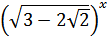 (√(3 − 2√2))ˣ